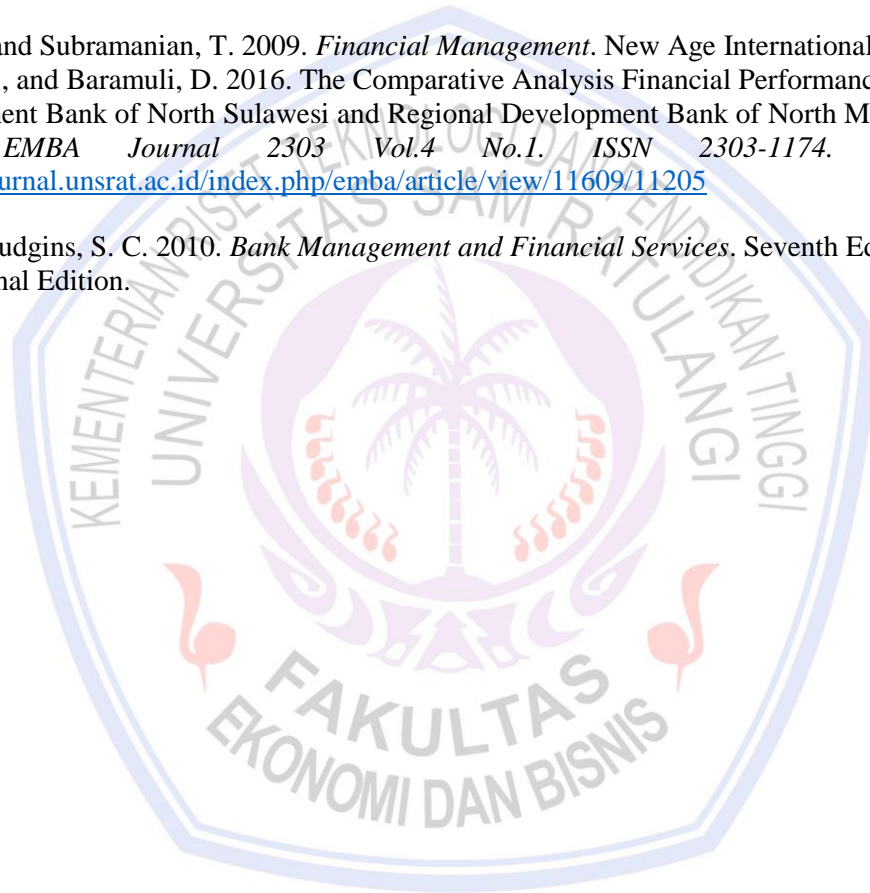 and Subramanian, T. 2009. Financial Management. New Age International
., and Baramuli, D. 2016. The Comparative Analysis Financial Performanc
nent Bank of North Sulawesi and Regional Development Bank of North M
EMBA Journal 2303 Vol.4 No.1. ISSN 2303-1174.
urnal.unsrat.ac.id/index.php/emba/article/view/11609/11205
udgins, S. C. 2010. Bank Management and Financial Services. Seventh Ec
nal Edition.
KEMENTERIAN RISET TEKNOLOGI DAN PENDIDIKAN TINGGI
UNIVERSITAS SAM RATULANGI
FAKULTAS
EKONOMI DAN BISNIS